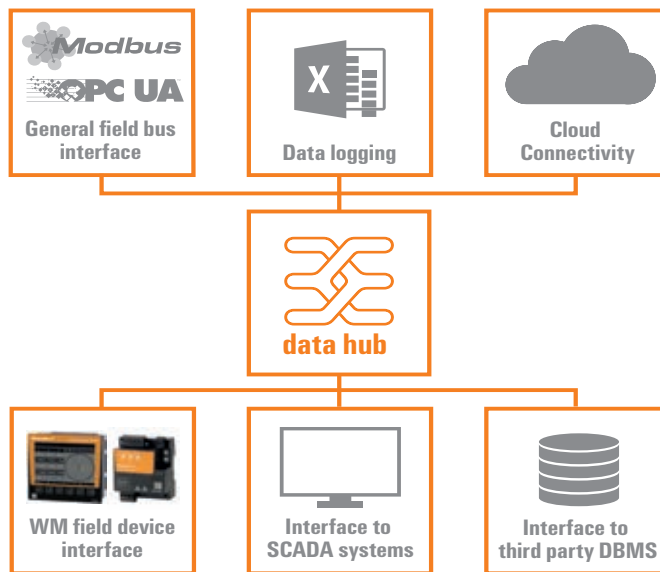 Modbus
OPC UA
General field bus
interface
X
Data logging
Cloud
Connectivity
data hub
WM field device
interface
Interface to
SCADA systems
Interface to
third party DBMS